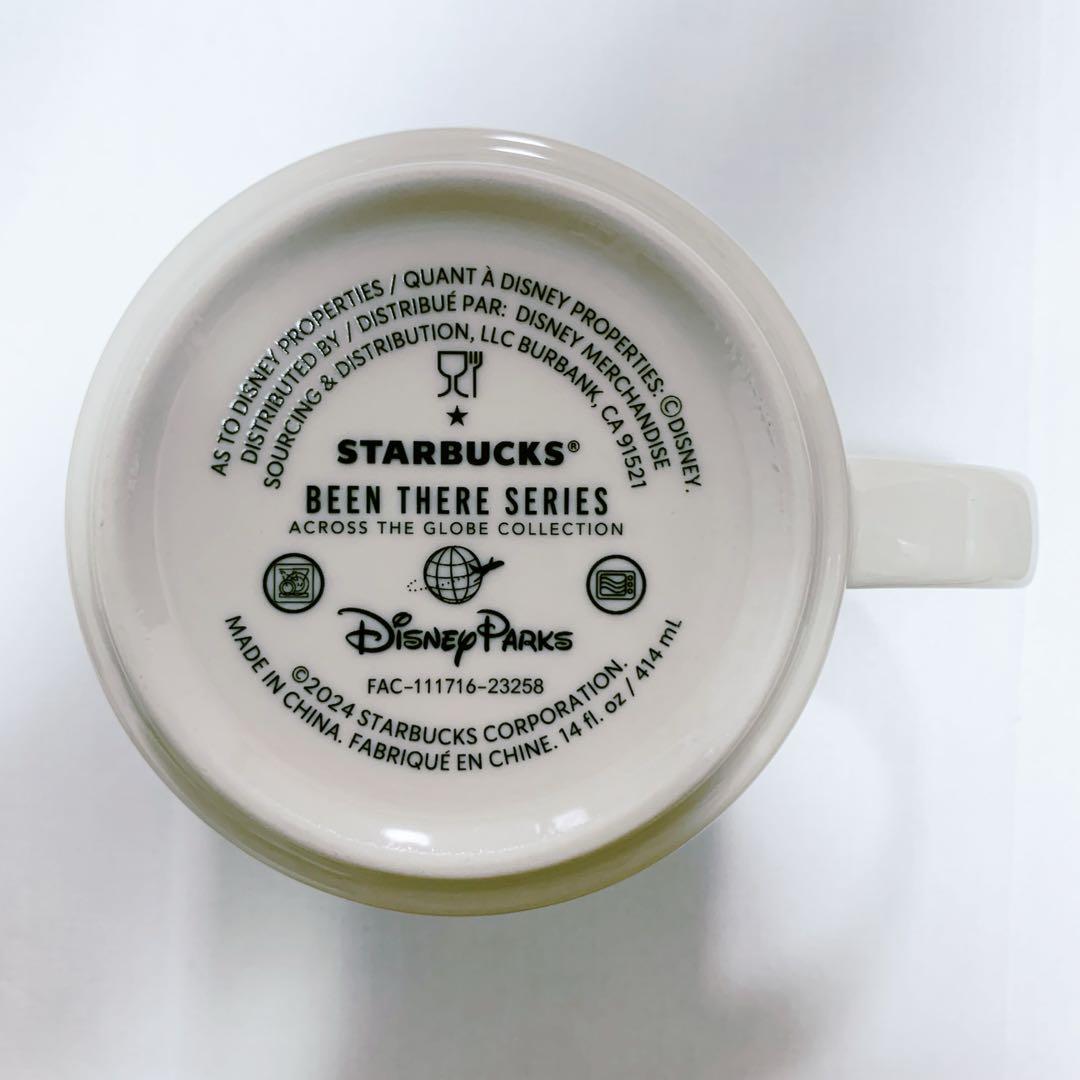 AS TO DISNEY PROPERTIES / QUANT À DISNEY PROPERTIES: ©DISNEY.
DISTRIBUTED BY / DISTRIBUÉ PAR: DISNEY MERCHANDISE
SOURCING & DISTRIBUTION, LLC BURBANK, CA 91521
STARBUCKS®
BEEN THERE SERIES
ACROSS THE GLOBE COLLECTION
Disney Parks
FAC-111716-23258
©2024 STARBUCKS CORPORATION.
MADE IN CHINA. FABRIQUÉ EN CHINE. 14 fl. oz / 414 mL